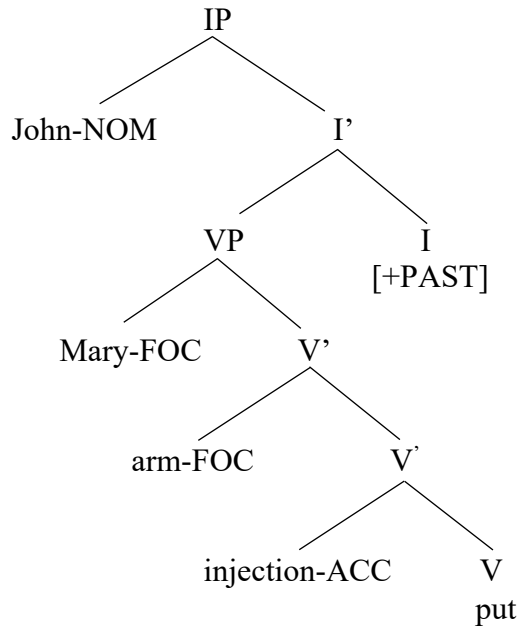 IP
John-NOM I’
VP I
[+PAST]
Mary-FOC V’
arm-FOC V’
injection-ACC V
put